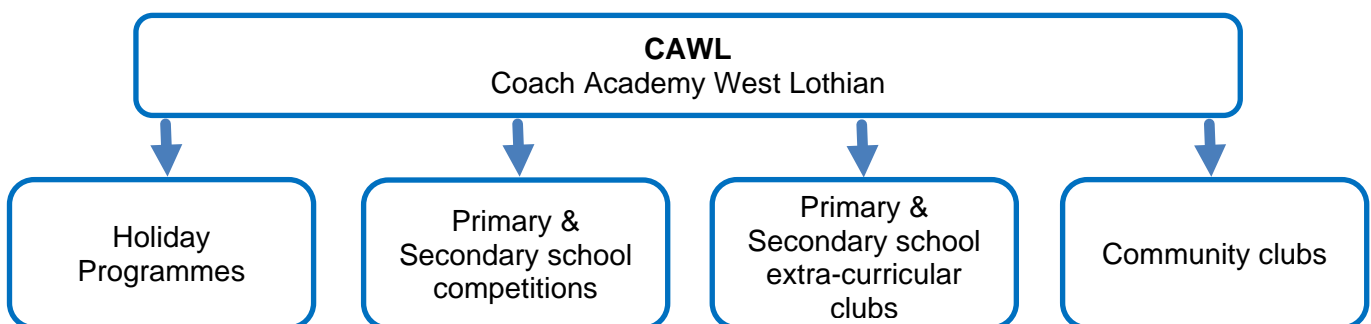 CAWL
Coach Academy West Lothian
Holiday
Programmes
Primary &
Secondary school
competitions
Primary &
Secondary school
extra-curricular
clubs
Community clubs